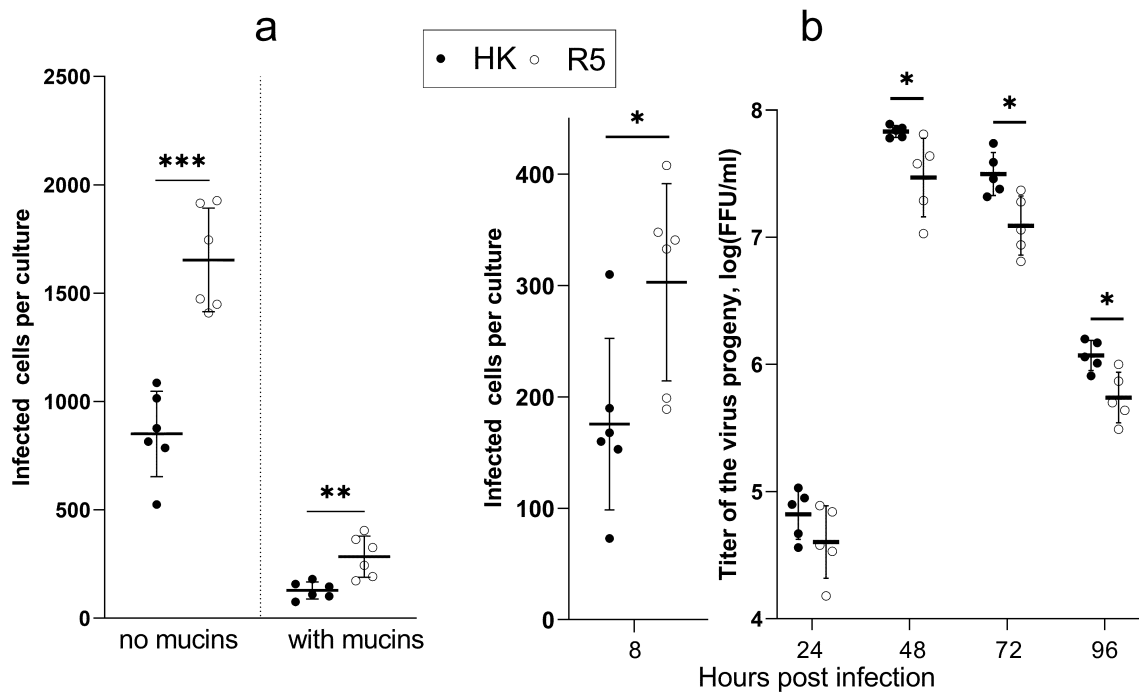 a
b
HK R5
Infected cells per culture
2500
2000
1500
1000
500
0
***
**
no mucins
with mucins
Infected cells per culture
400
300
200
100
0
*
8
Titer of the virus progeny, log(FFU/ml)
8
7
6
5
4
*
*
*
24 48 72 96
Hours post infection